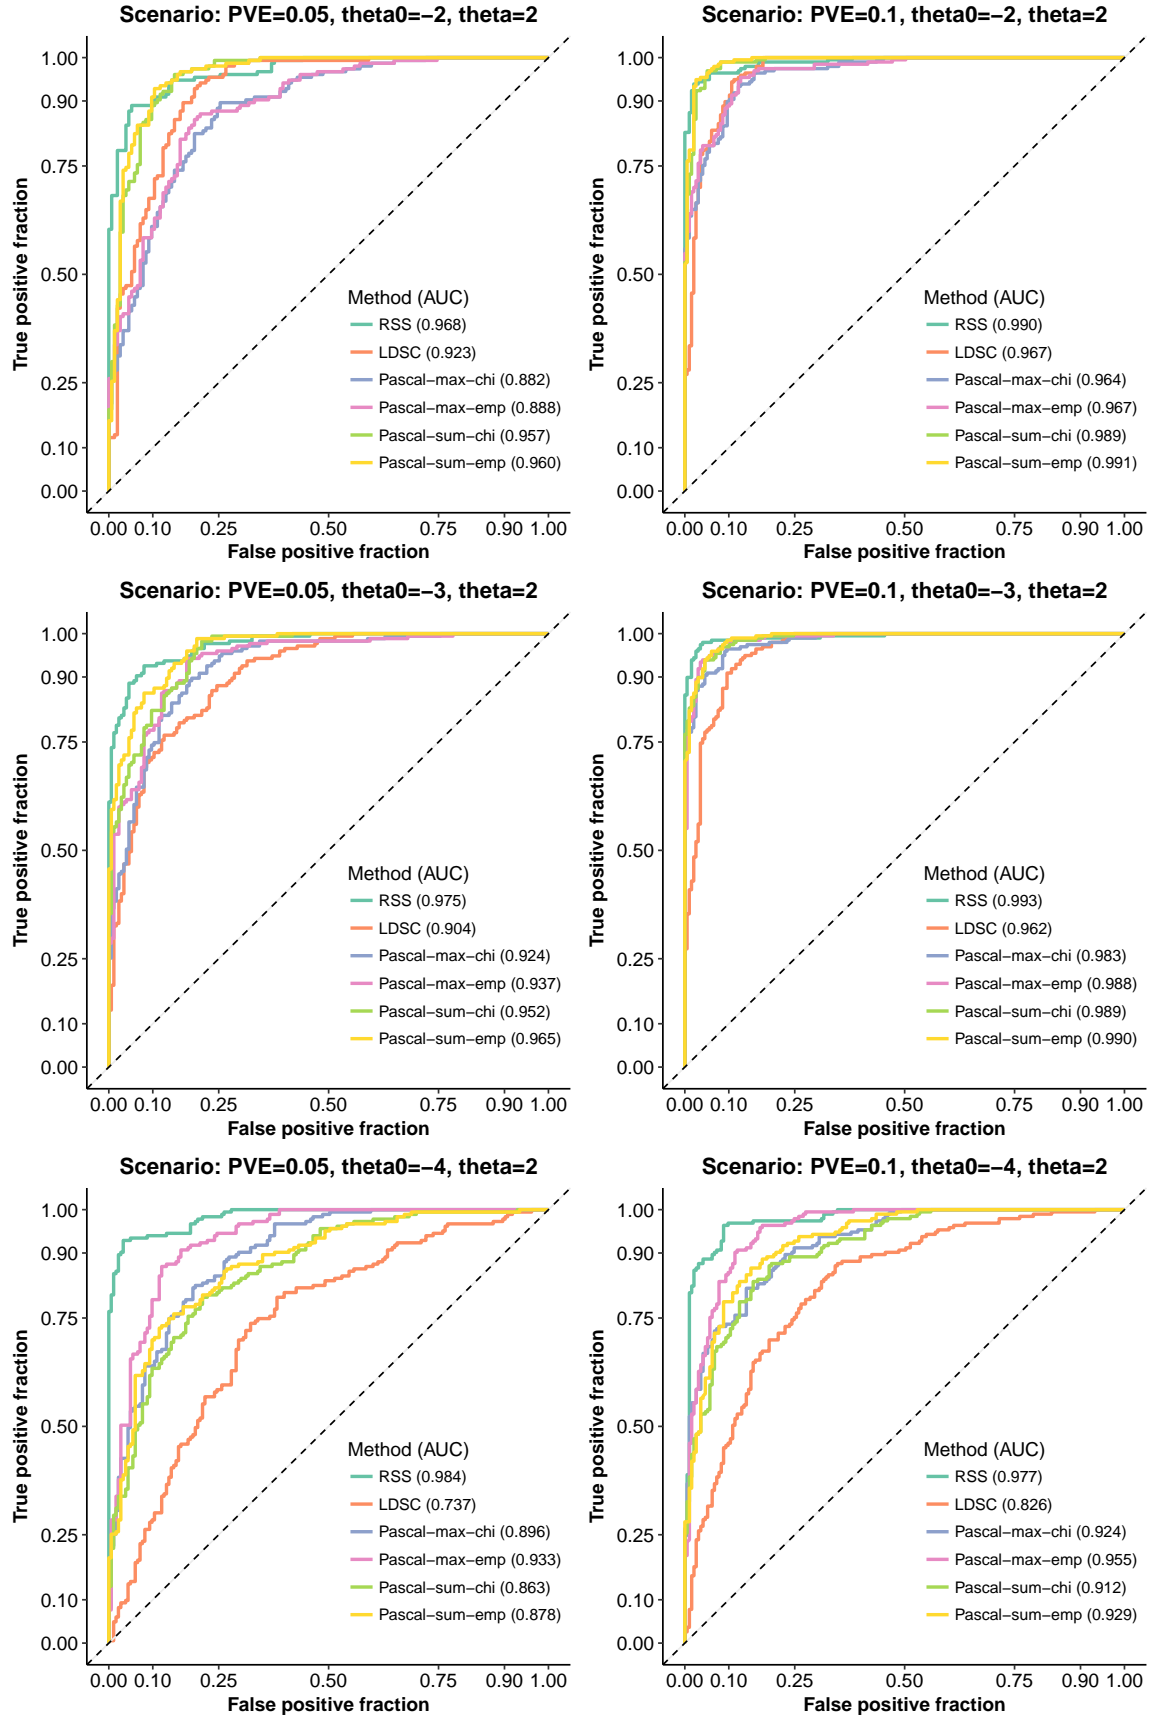 Scenario: PVE=0.05, theta0=−2, theta=2
True positive fraction
1.00
0.90
0.75
0.50
0.25
0.10
0.00
Method (AUC)
RSS (0.968)
LDSC (0.923)
Pascal−max−chi (0.882)
Pascal−max−emp (0.888)
Pascal−sum−chi (0.957)
Pascal−sum−emp (0.960)
0.00 0.10 0.25 0.50 0.75 0.90 1.00
False positive fraction
Scenario: PVE=0.1, theta0=−2, theta=2
True positive fraction
1.00
0.90
0.75
0.50
0.25
0.10
0.00
Method (AUC)
RSS (0.990)
LDSC (0.967)
Pascal−max−chi (0.964)
Pascal−max−emp (0.967)
Pascal−sum−chi (0.989)
Pascal−sum−emp (0.991)
0.00 0.10 0.25 0.50 0.75 0.90 1.00
False positive fraction
Scenario: PVE=0.05, theta0=−3, theta=2
True positive fraction
1.00
0.90
0.75
0.50
0.25
0.10
0.00
Method (AUC)
RSS (0.975)
LDSC (0.904)
Pascal−max−chi (0.924)
Pascal−max−emp (0.937)
Pascal−sum−chi (0.952)
Pascal−sum−emp (0.965)
0.00 0.10 0.25 0.50 0.75 0.90 1.00
False positive fraction
Scenario: PVE=0.1, theta0=−3, theta=2
True positive fraction
1.00
0.90
0.75
0.50
0.25
0.10
0.00
Method (AUC)
RSS (0.993)
LDSC (0.962)
Pascal−max−chi (0.983)
Pascal−max−emp (0.988)
Pascal−sum−chi (0.989)
Pascal−sum−emp (0.990)
0.00 0.10 0.25 0.50 0.75 0.90 1.00
False positive fraction
Scenario: PVE=0.05, theta0=−4, theta=2
True positive fraction
1.00
0.90
0.75
0.50
0.25
0.10
0.00
Method (AUC)
RSS (0.984)
LDSC (0.737)
Pascal−max−chi (0.896)
Pascal−max−emp (0.933)
Pascal−sum−chi (0.863)
Pascal−sum−emp (0.878)
0.00 0.10 0.25 0.50 0.75 0.90 1.00
False positive fraction
Scenario: PVE=0.1, theta0=−4, theta=2
True positive fraction
1.00
0.90
0.75
0.50
0.25
0.10
0.00
Method (AUC)
RSS (0.977)
LDSC (0.826)
Pascal−max−chi (0.924)
Pascal−max−emp (0.955)
Pascal−sum−chi (0.912)
Pascal−sum−emp (0.929)
0.00 0.10 0.25 0.50 0.75 0.90 1.00
False positive fraction